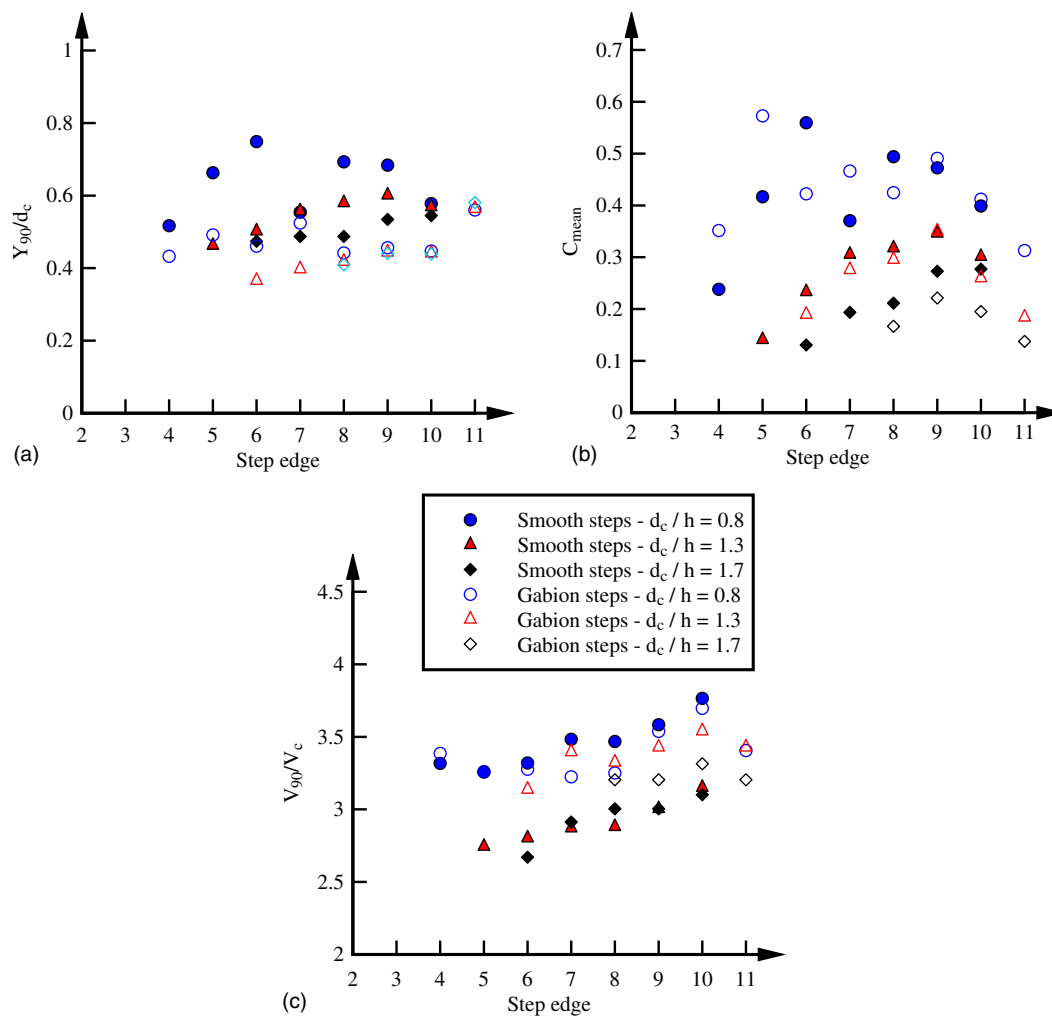 1
0.8
0.6
0.4
0.2
0
Y90/dc
2 3 4 5 6 7 8 9 10 11
Step edge
(a)
0.7
0.6
0.5
0.4
0.3
0.2
0.1
0
Cmean
2 3 4 5 6 7 8 9 10 11
Step edge
(b)
Smooth steps - dc / h = 0.8
Smooth steps - dc / h = 1.3
Smooth steps - dc / h = 1.7
Gabion steps - dc / h = 0.8
Gabion steps - dc / h = 1.3
Gabion steps - dc / h = 1.7
4.5
4
3.5
3
2.5
2
V90/Vc
2 3 4 5 6 7 8 9 10 11
Step edge
(c)